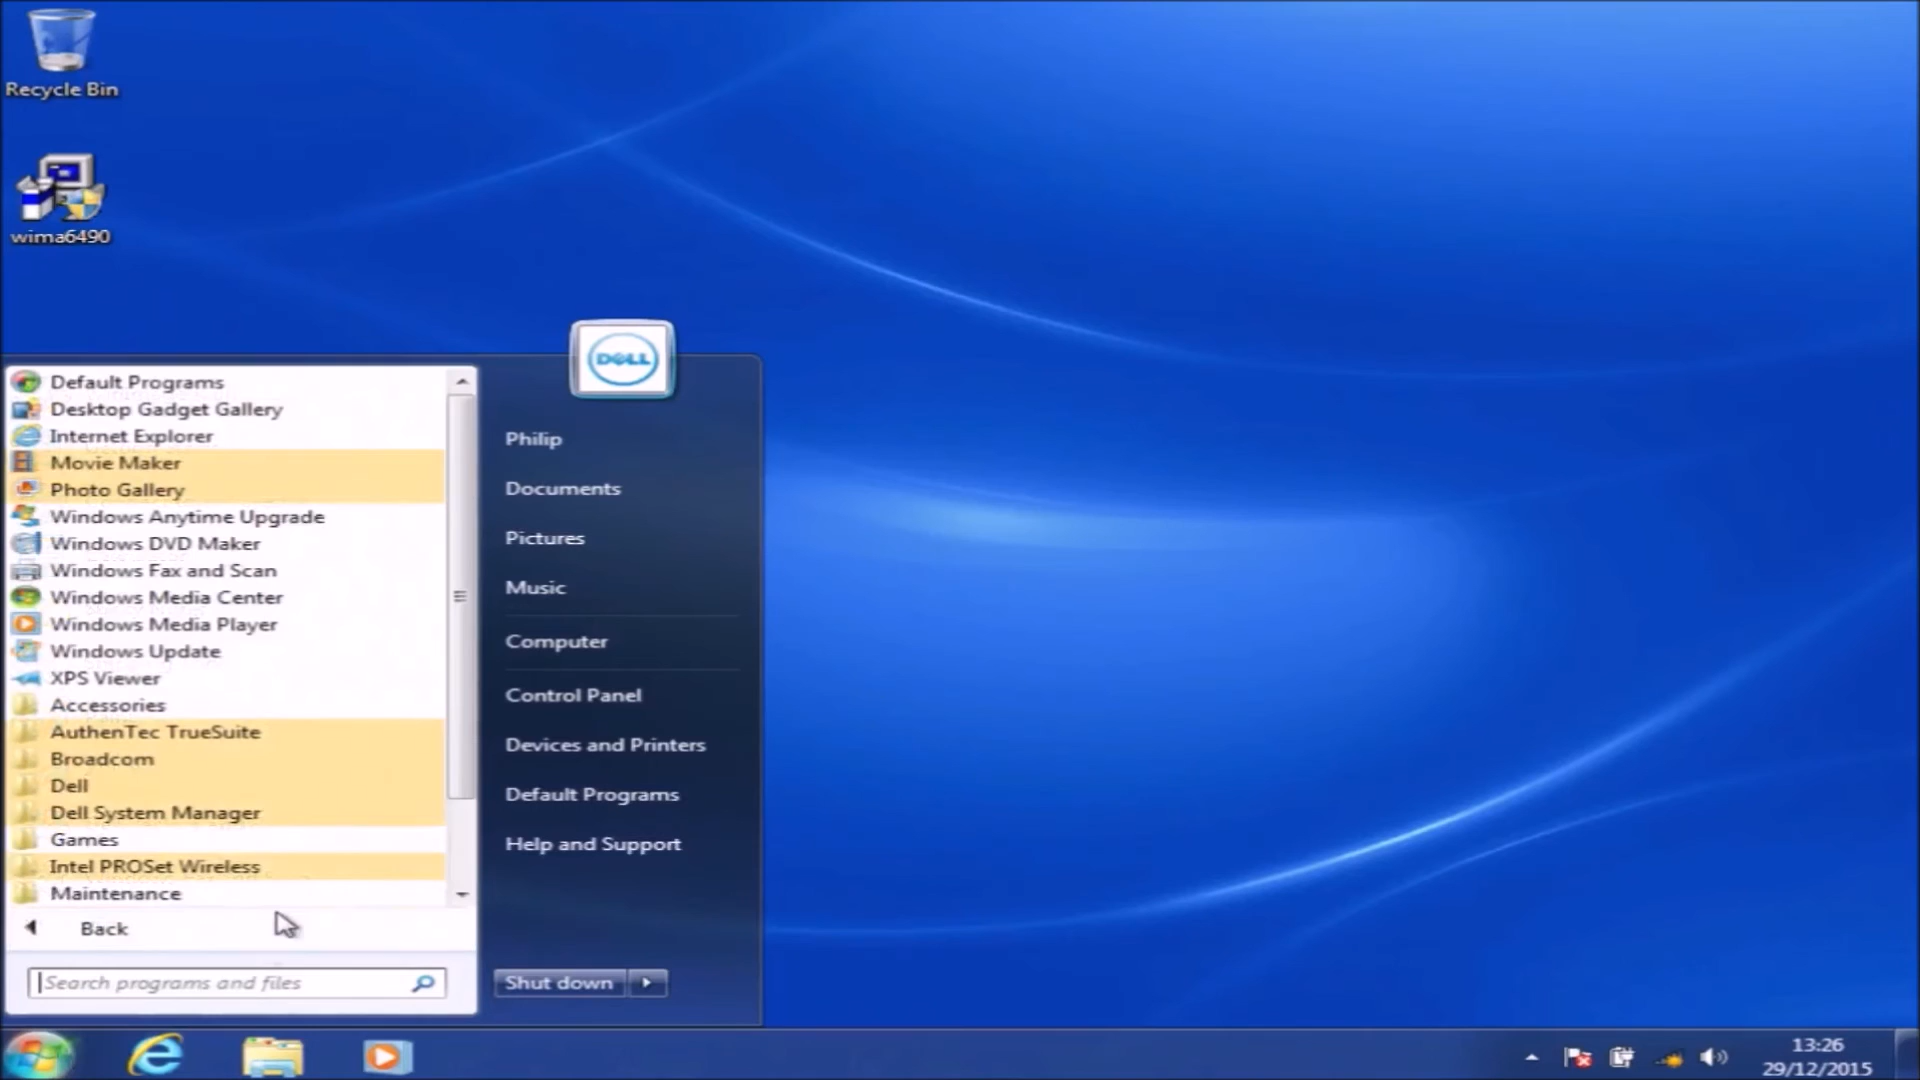 Recycle Bin
wima6490
DELL
Default Programs
Desktop Gadget Gallery
Internet Explorer
Movie Maker
Photo Gallery
Windows Anytime Upgrade
Windows DVD Maker
Windows Fax and Scan
Windows Media Center
Windows Media Player
Windows Update
XPS Viewer
Accessories
AuthenTec TrueSuite
Broadcom
Dell
Dell System Manager
Games
Intel PROSet Wireless
Maintenance
Back
Search programs and files
Philip
Documents
Pictures
Music
Computer
Control Panel
Devices and Printers
Default Programs
Help and Support
Shut down
13:26
29/12/2015